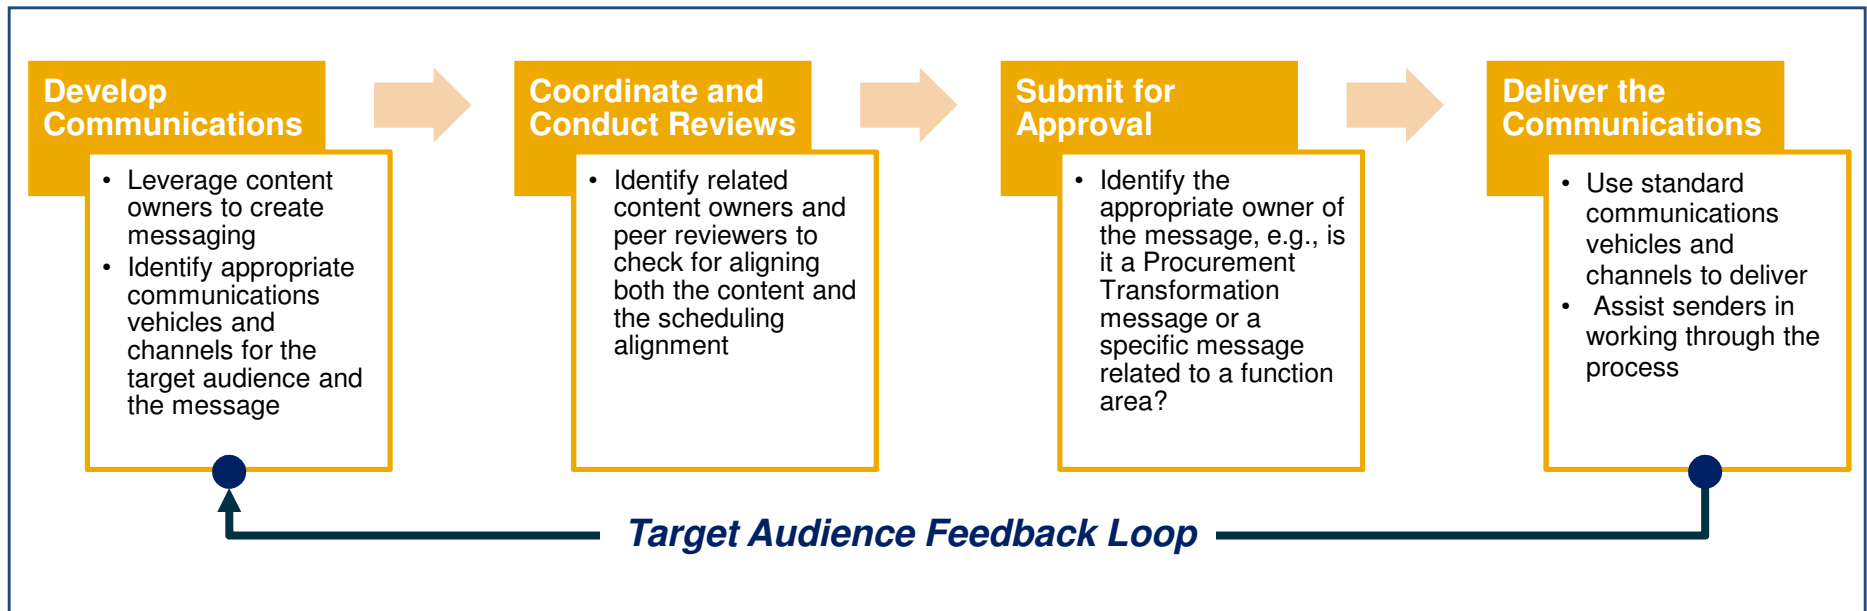 Develop
Communications
• Leverage content
owners to create
messaging
• Identify appropriate
communications
vehicles and
channels for the
target audience and
the message
Coordinate and
Conduct Reviews
• Identify related
content owners and
peer reviewers to
check for aligning
both the content and
the scheduling
alignment
Submit for
Approval
• Identify the
appropriate owner of
the message, e.g., is
it a Procurement
Transformation
message or a
specific message
related to a function
area?
Deliver the
Communications
• Use standard
communications
vehicles and
channels to deliver
• Assist senders in
working through the
process
Target Audience Feedback Loop